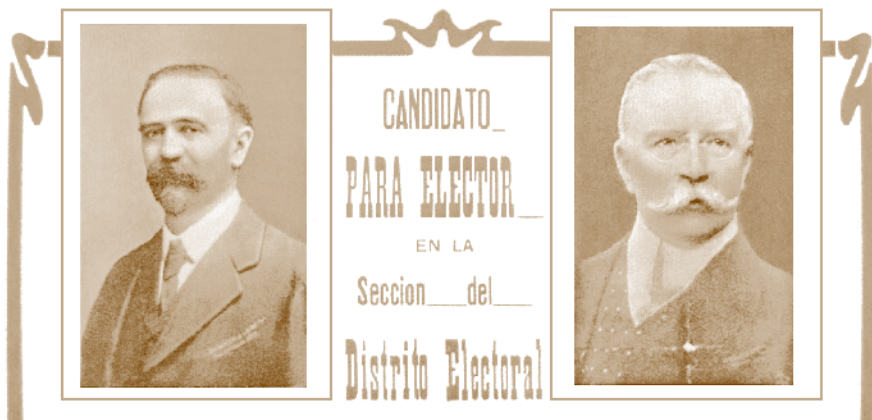 CANDIDATO_
PARA ELECTOR_
EN LA
Seccion___del___
Distrito Electoral